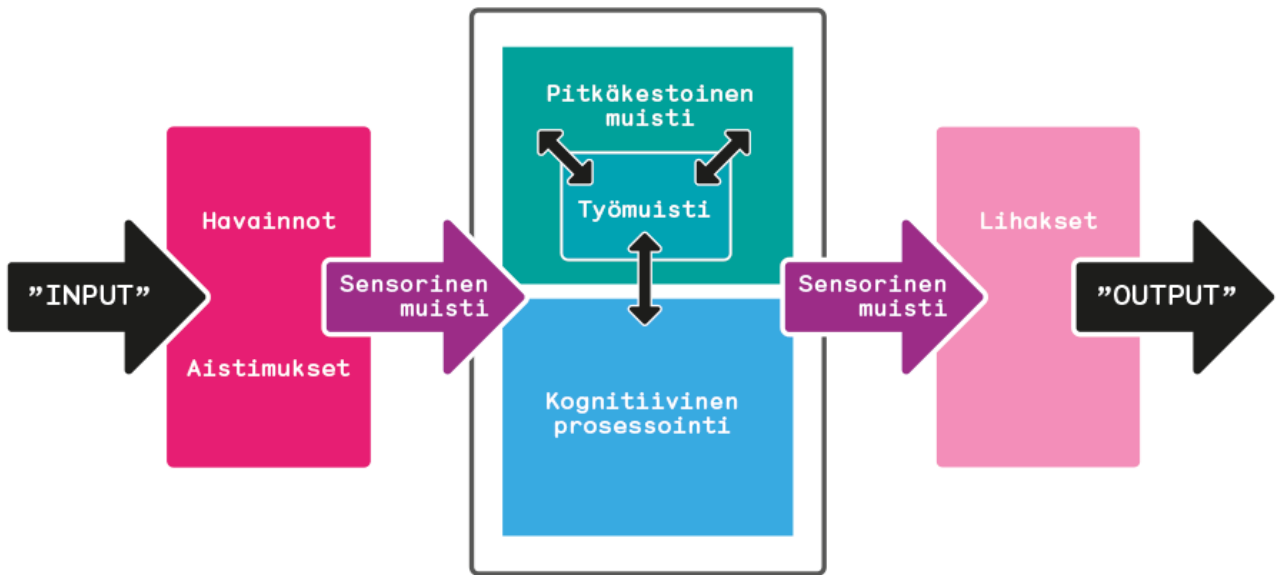 ”INPUT”
Havainnot
Aistimukset
Sensorinen
muisti
Pitkäkestoinen
muisti
Työmuisti
Kognitiivinen
prosessointi
Sensorinen
muisti
Lihakset
”OUTPUT”